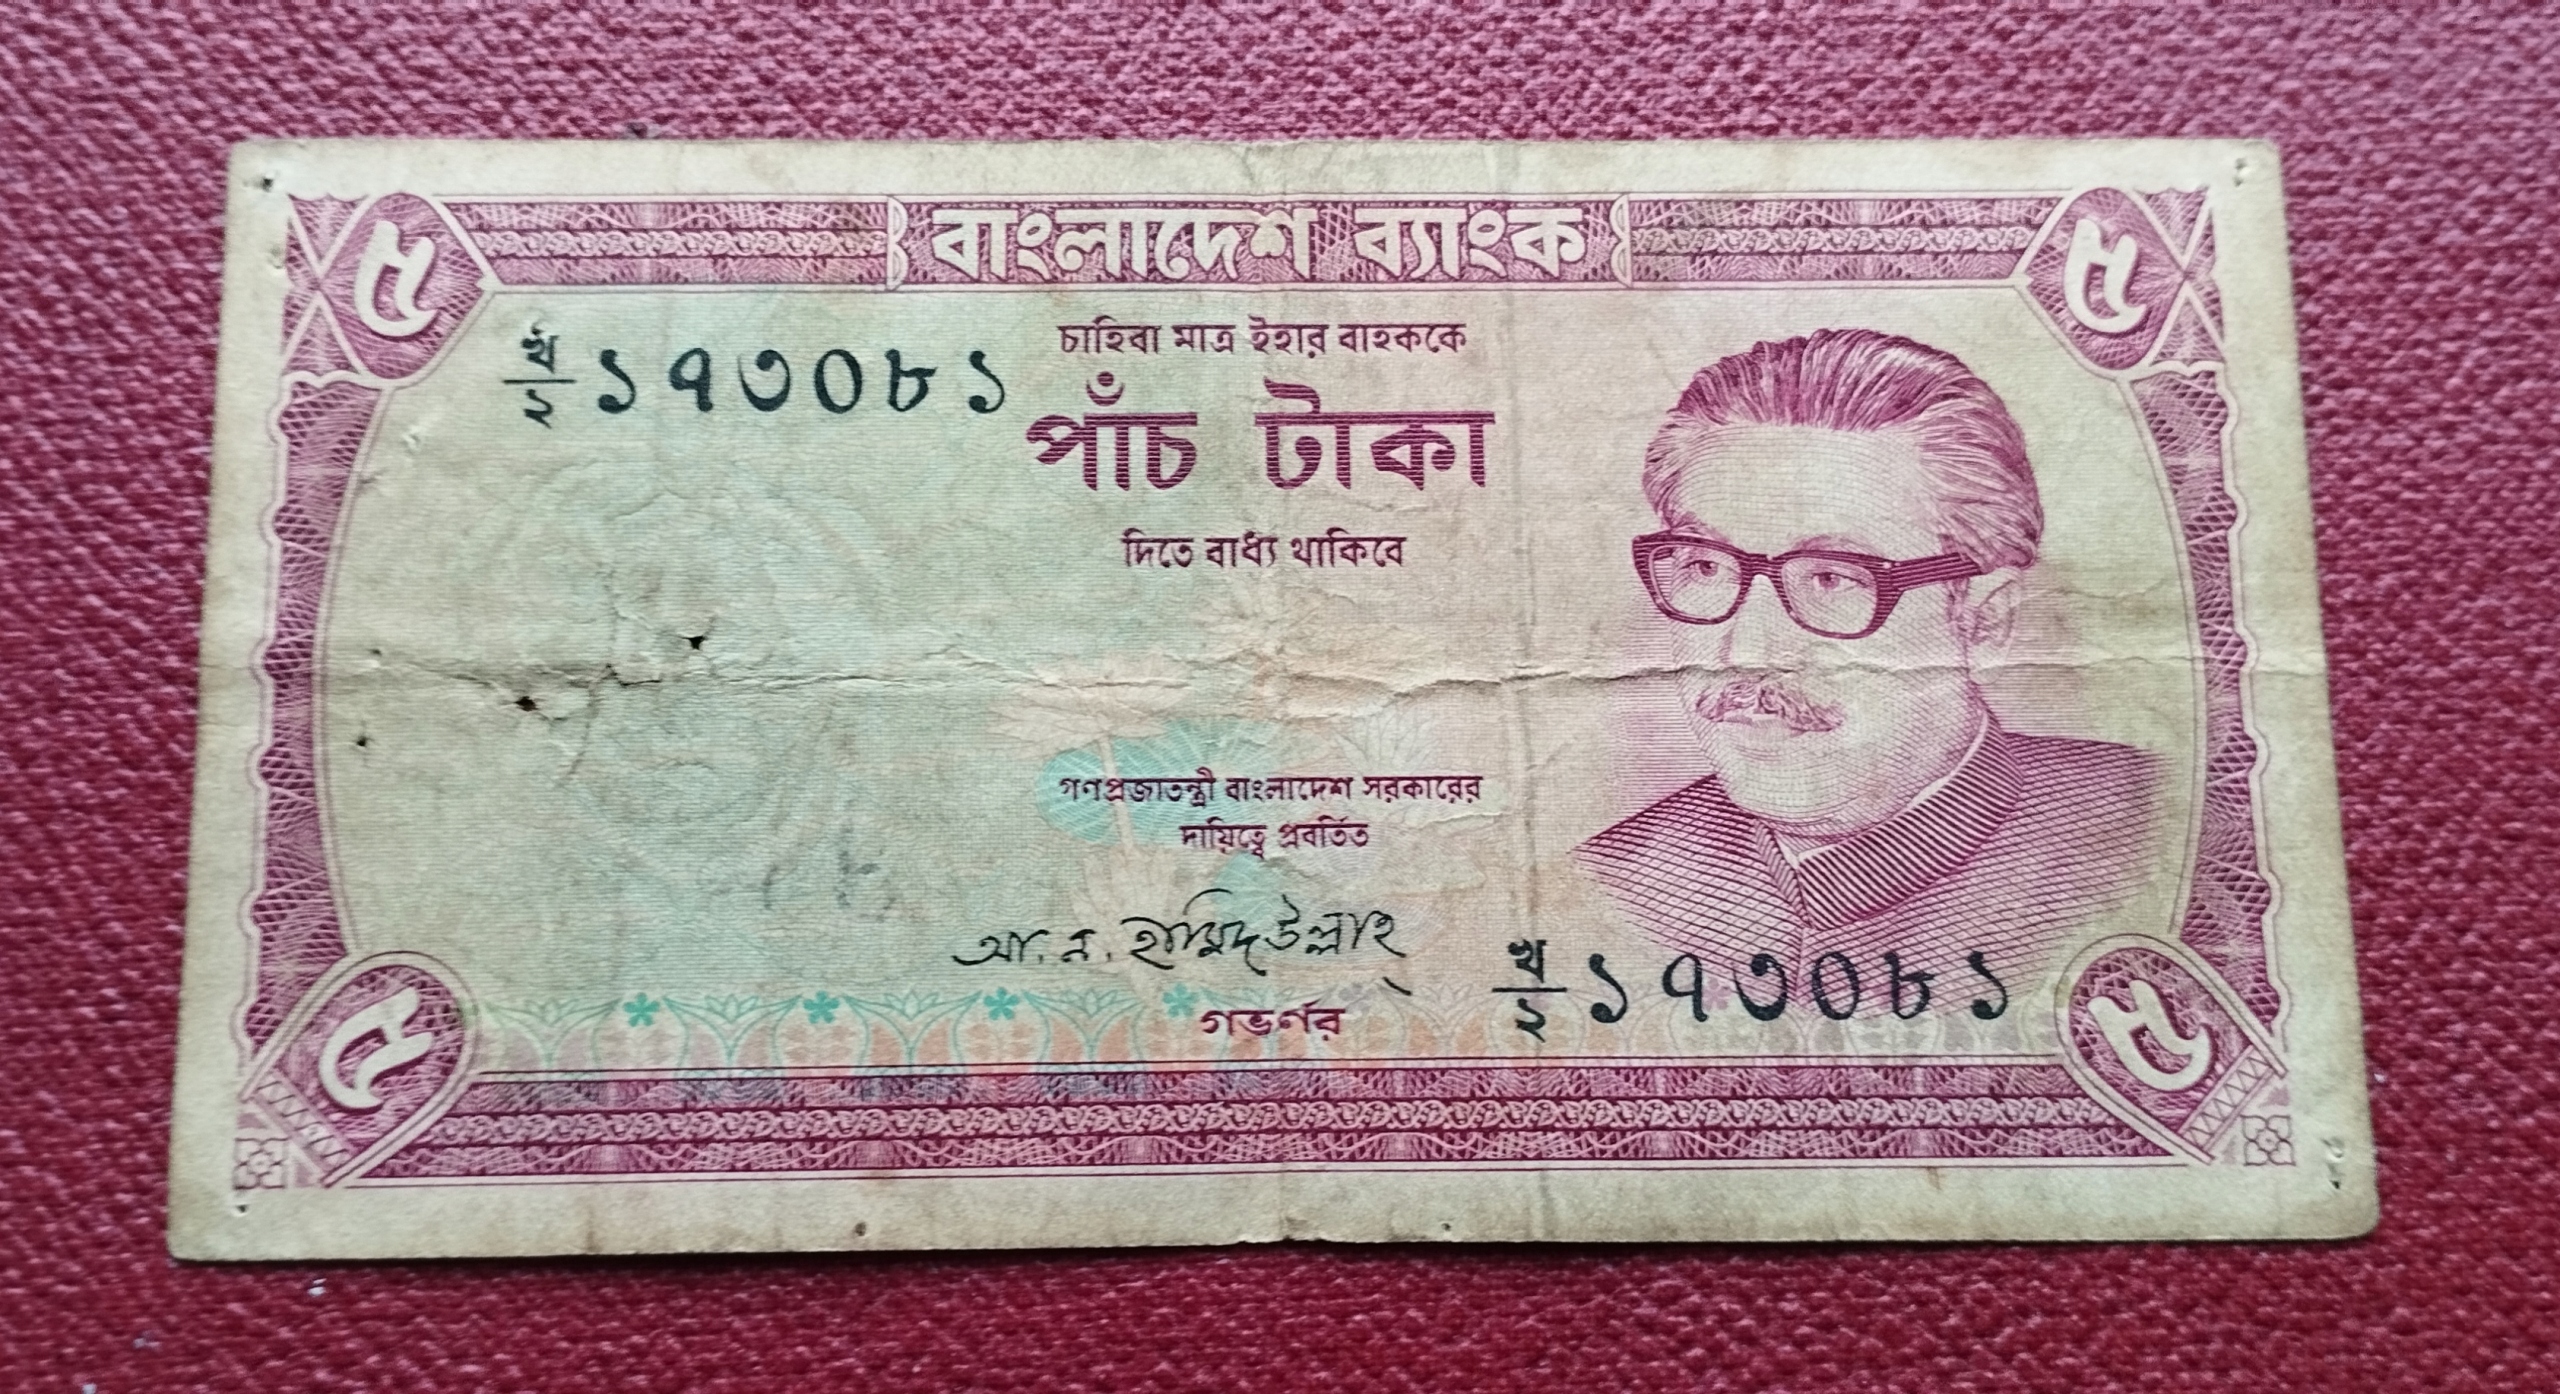 ৫ বাংলাদেশ ব্যাংক ৫
খ/২ ১৭৩০৮১
চাহিবা মাত্র ইহার বাহককে
পাঁচ টাকা
দিতে বাধ্য থাকিবে
গণপ্রজাতন্ত্রী বাংলাদেশ সরকারের
দায়িত্বে প্রবর্তিত
আ. ন. হামিদউল্লাহ্
গভর্ণর
খ/২ ১৭৩০৮১
৫ ৫